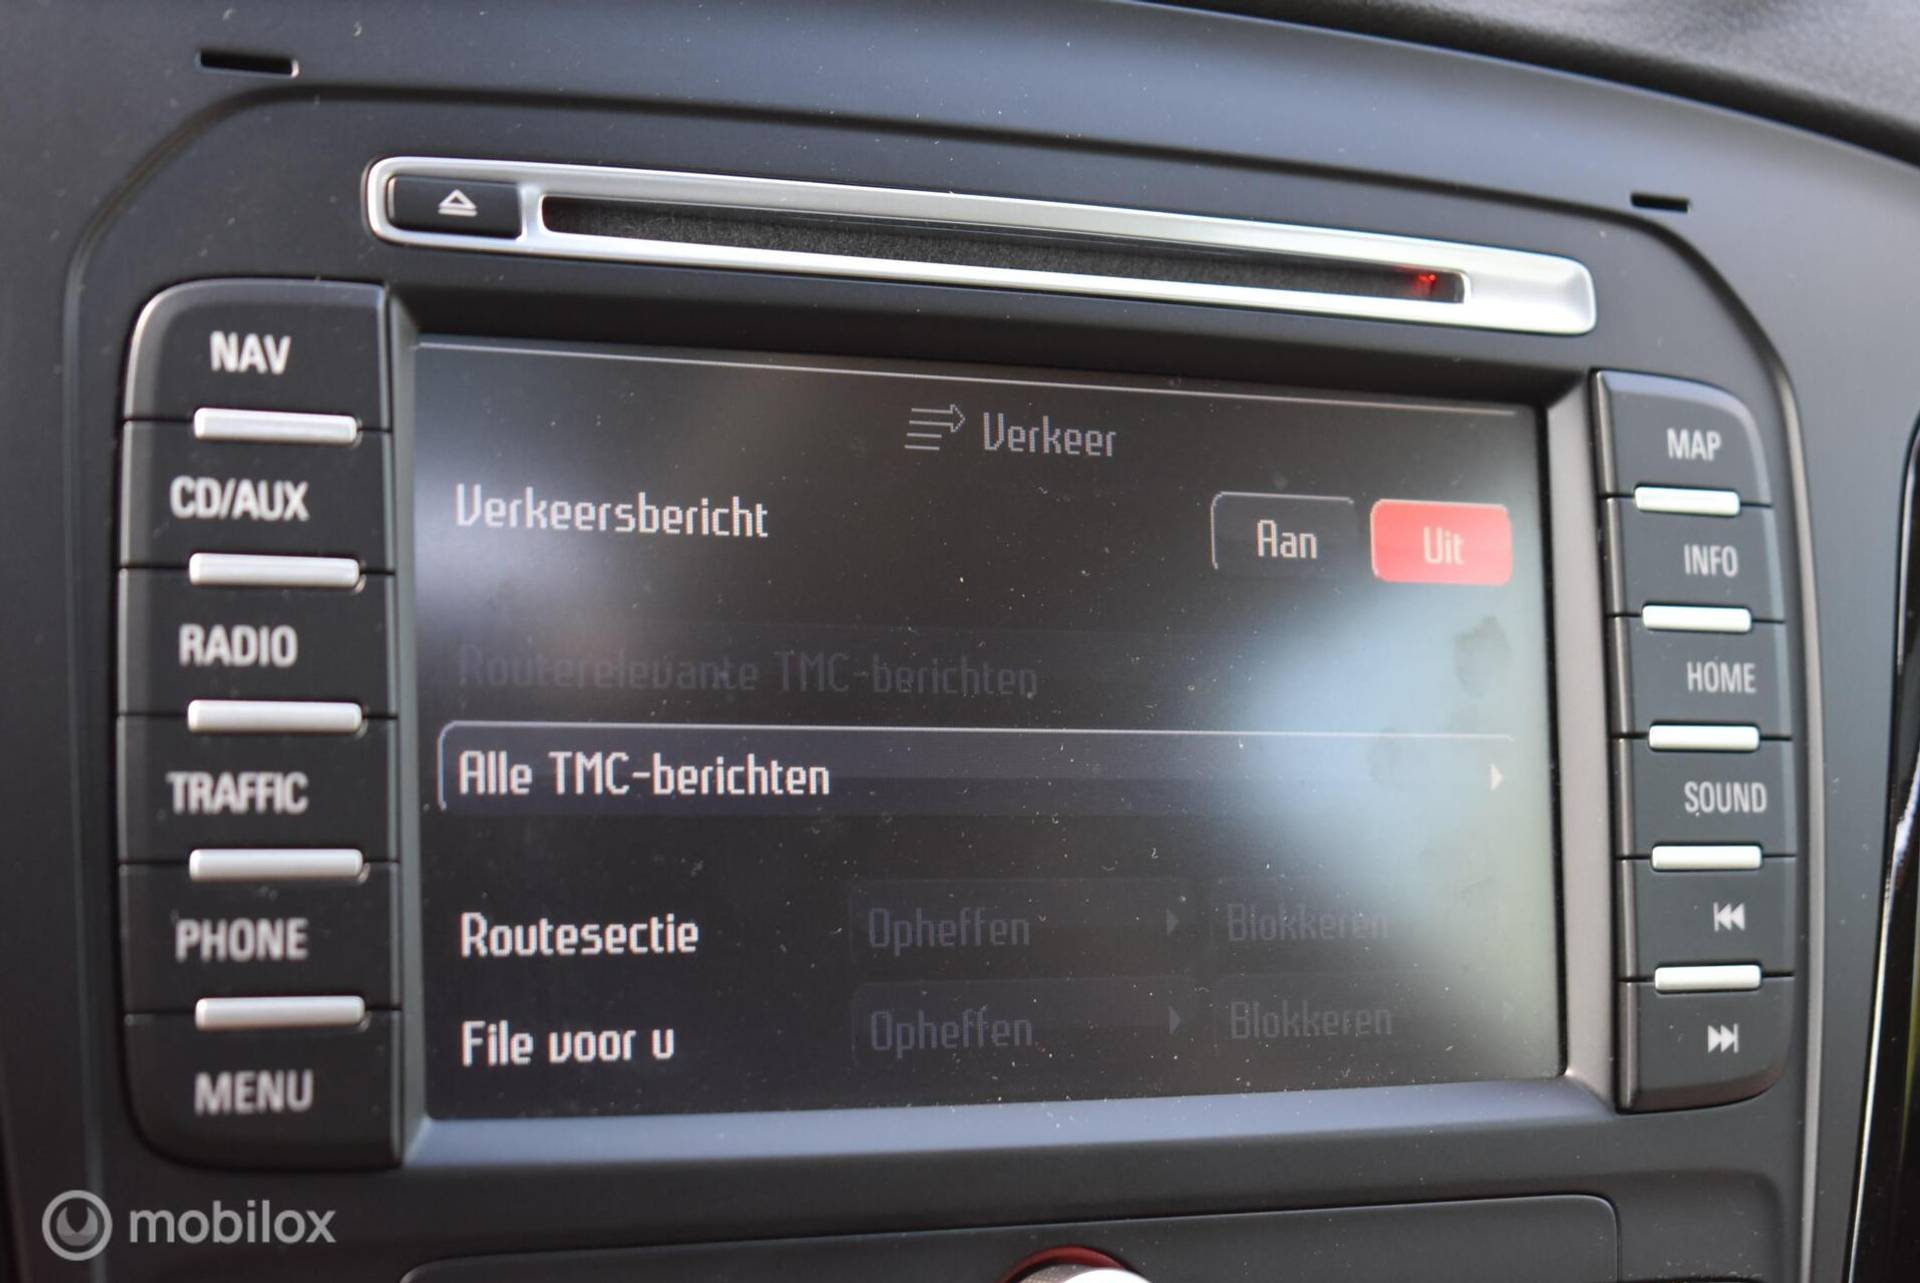 NAV
CD/AUX
RADIO
TRAFFIC
PHONE
MENU
Verkeer
Verkeersbericht
Aan
Uit
Routerelevante TMC-berichten
Alle TMC-berichten
Routesectie Opheffen Blokkeren
File voor u Opheffen Blokkeren
MAP
INFO
HOME
SOUND
mobilox